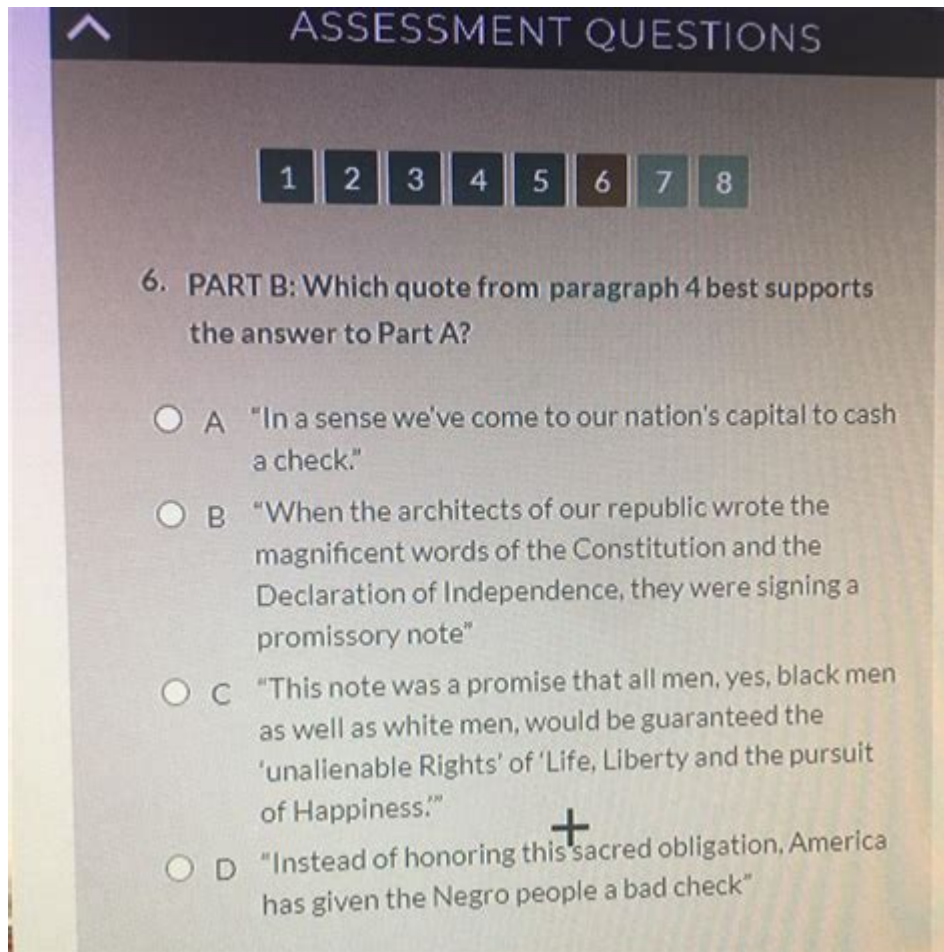 ASSESSMENT QUESTIONS
1 2 3 4 5 6 7 8
6. PART B: Which quote from paragraph 4 best supports
the answer to Part A?
A "In a sense we've come to our nation's capital to cash
a check."
B "When the architects of our republic wrote the
magnificent words of the Constitution and the
Declaration of Independence, they were signing a
promissory note"
C "This note was a promise that all men, yes, black men
as well as white men, would be guaranteed the
'unalienable Rights' of 'Life, Liberty and the pursuit
of Happiness.'"
D "Instead of honoring this sacred obligation, America
has given the Negro people a bad check"